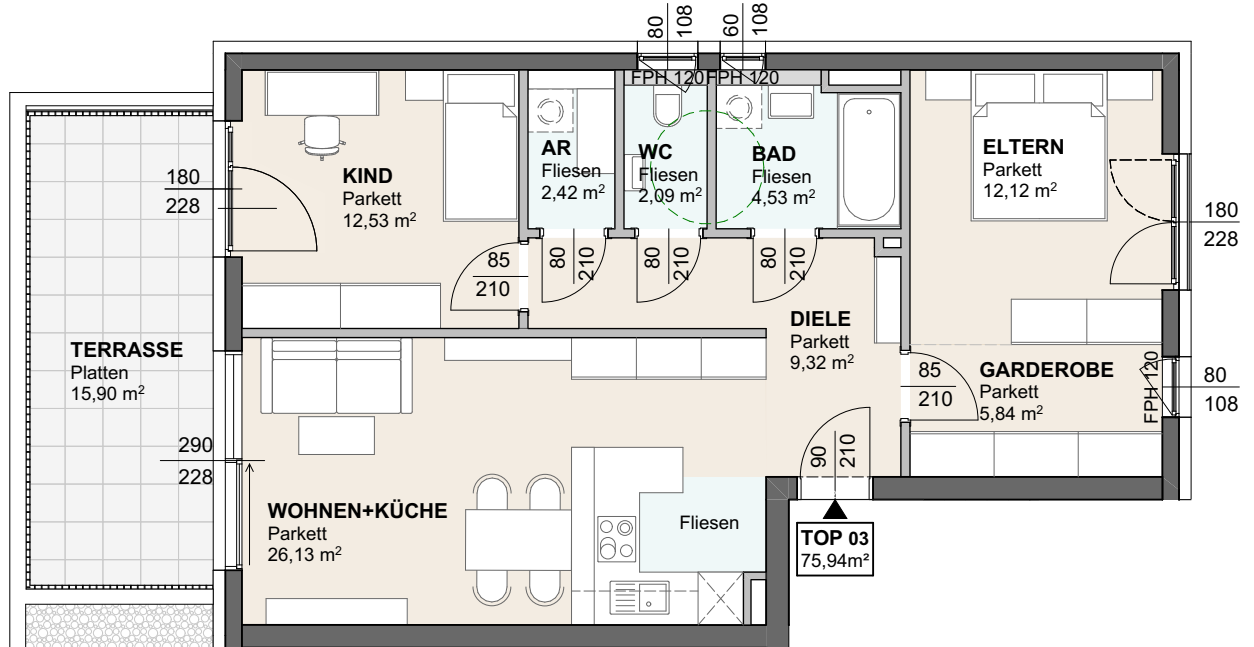 80
108
60
108
FPH 120
FPH 120
KIND
Parkett
12,53 m²
AR
Fliesen
2,42 m²
WC
Fliesen
2,09 m²
BAD
Fliesen
4,53 m²
ELTERN
Parkett
12,12 m²
180
228
180
228
85
210
80
210
80
210
80
210
DIELE
Parkett
9,32 m²
TERRASSE
Platten
15,90 m²
85
210
GARDEROBE
Parkett
5,84 m²
FPH 120
80
108
290
228
90
210
WOHNEN+KÜCHE
Parkett
26,13 m²
Fliesen
TOP 03
75,94m²